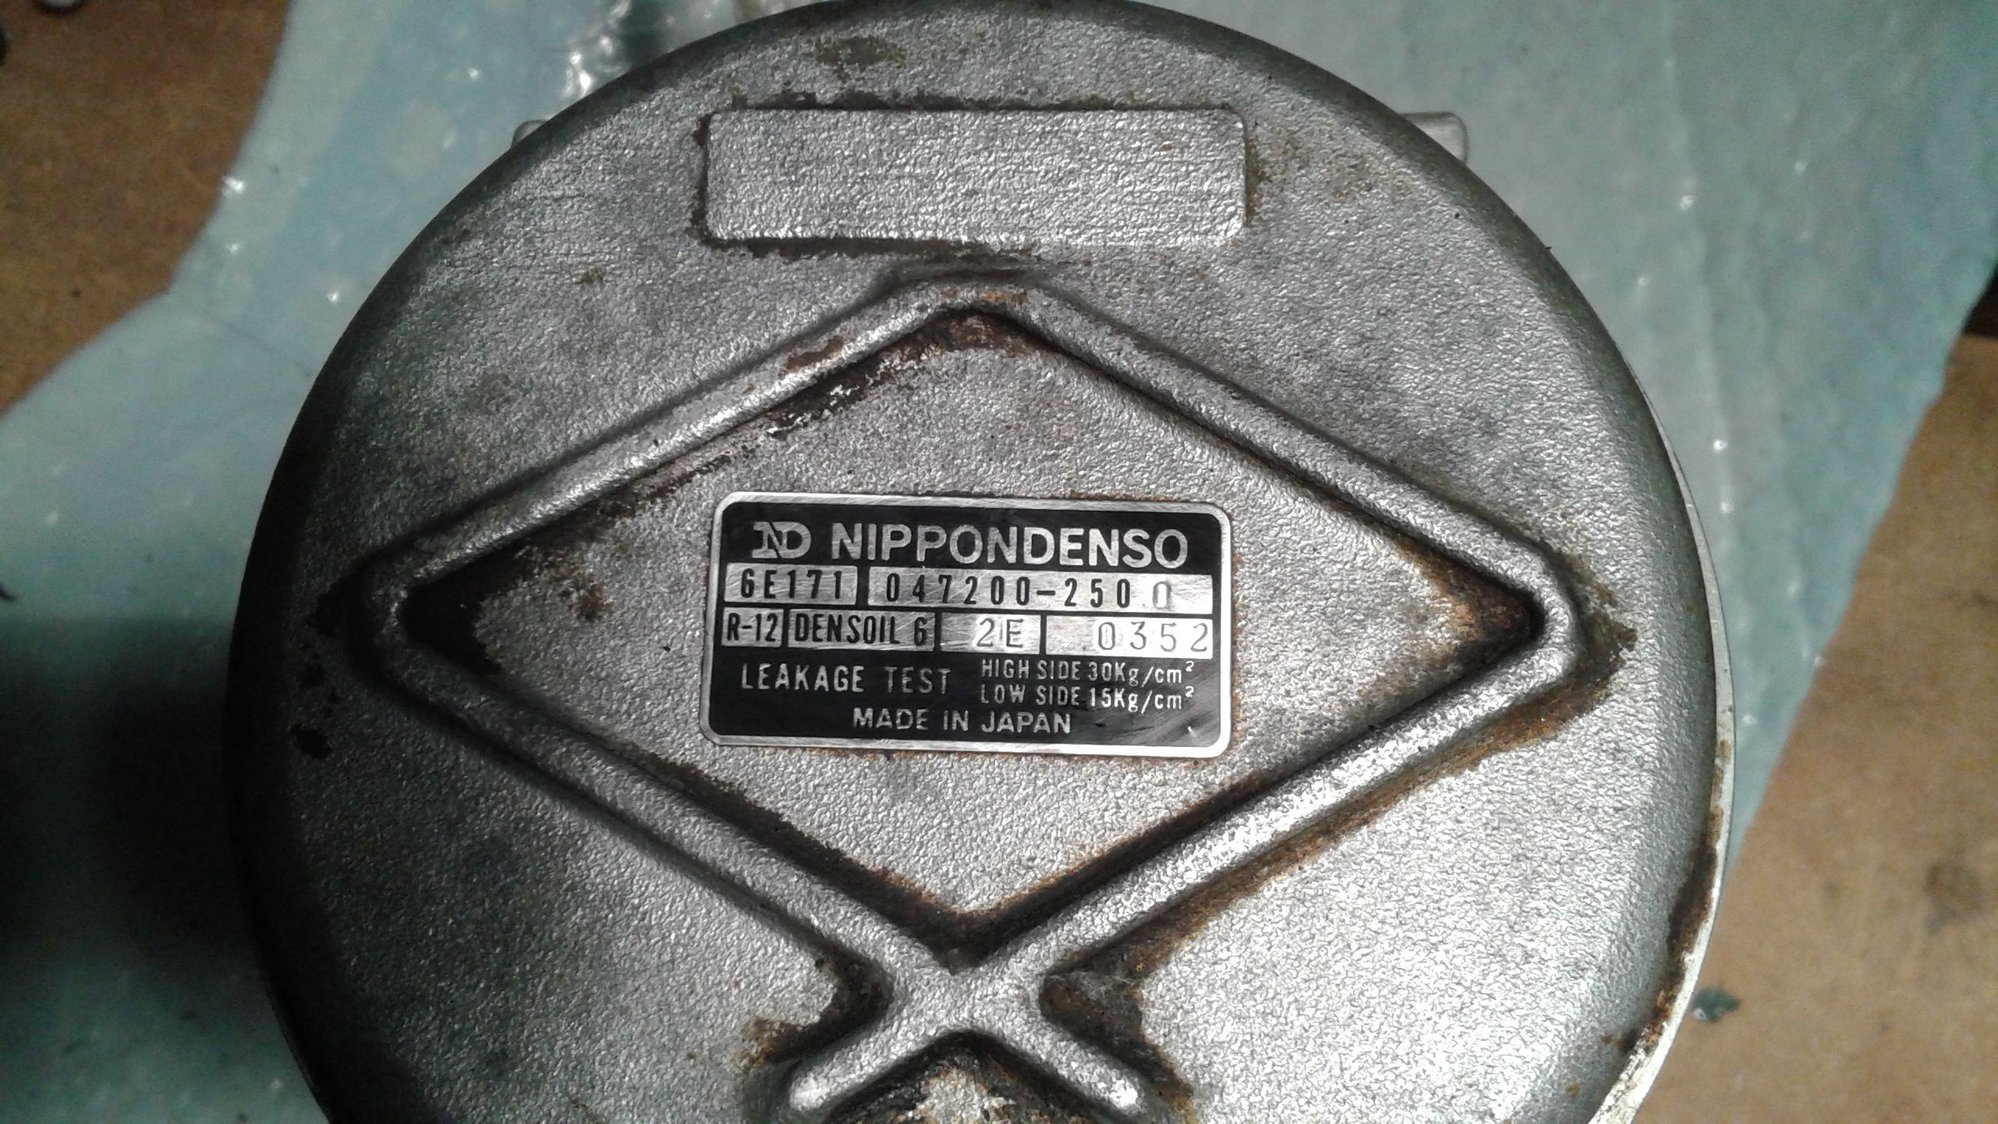 ND NIPPONDENSO
6E171 047200-2500
R-12 DENSOIL 6 2E 0352
LEAKAGE TEST HIGH SIDE 30Kg/cm²
LOW SIDE 15Kg/cm²
MADE IN JAPAN